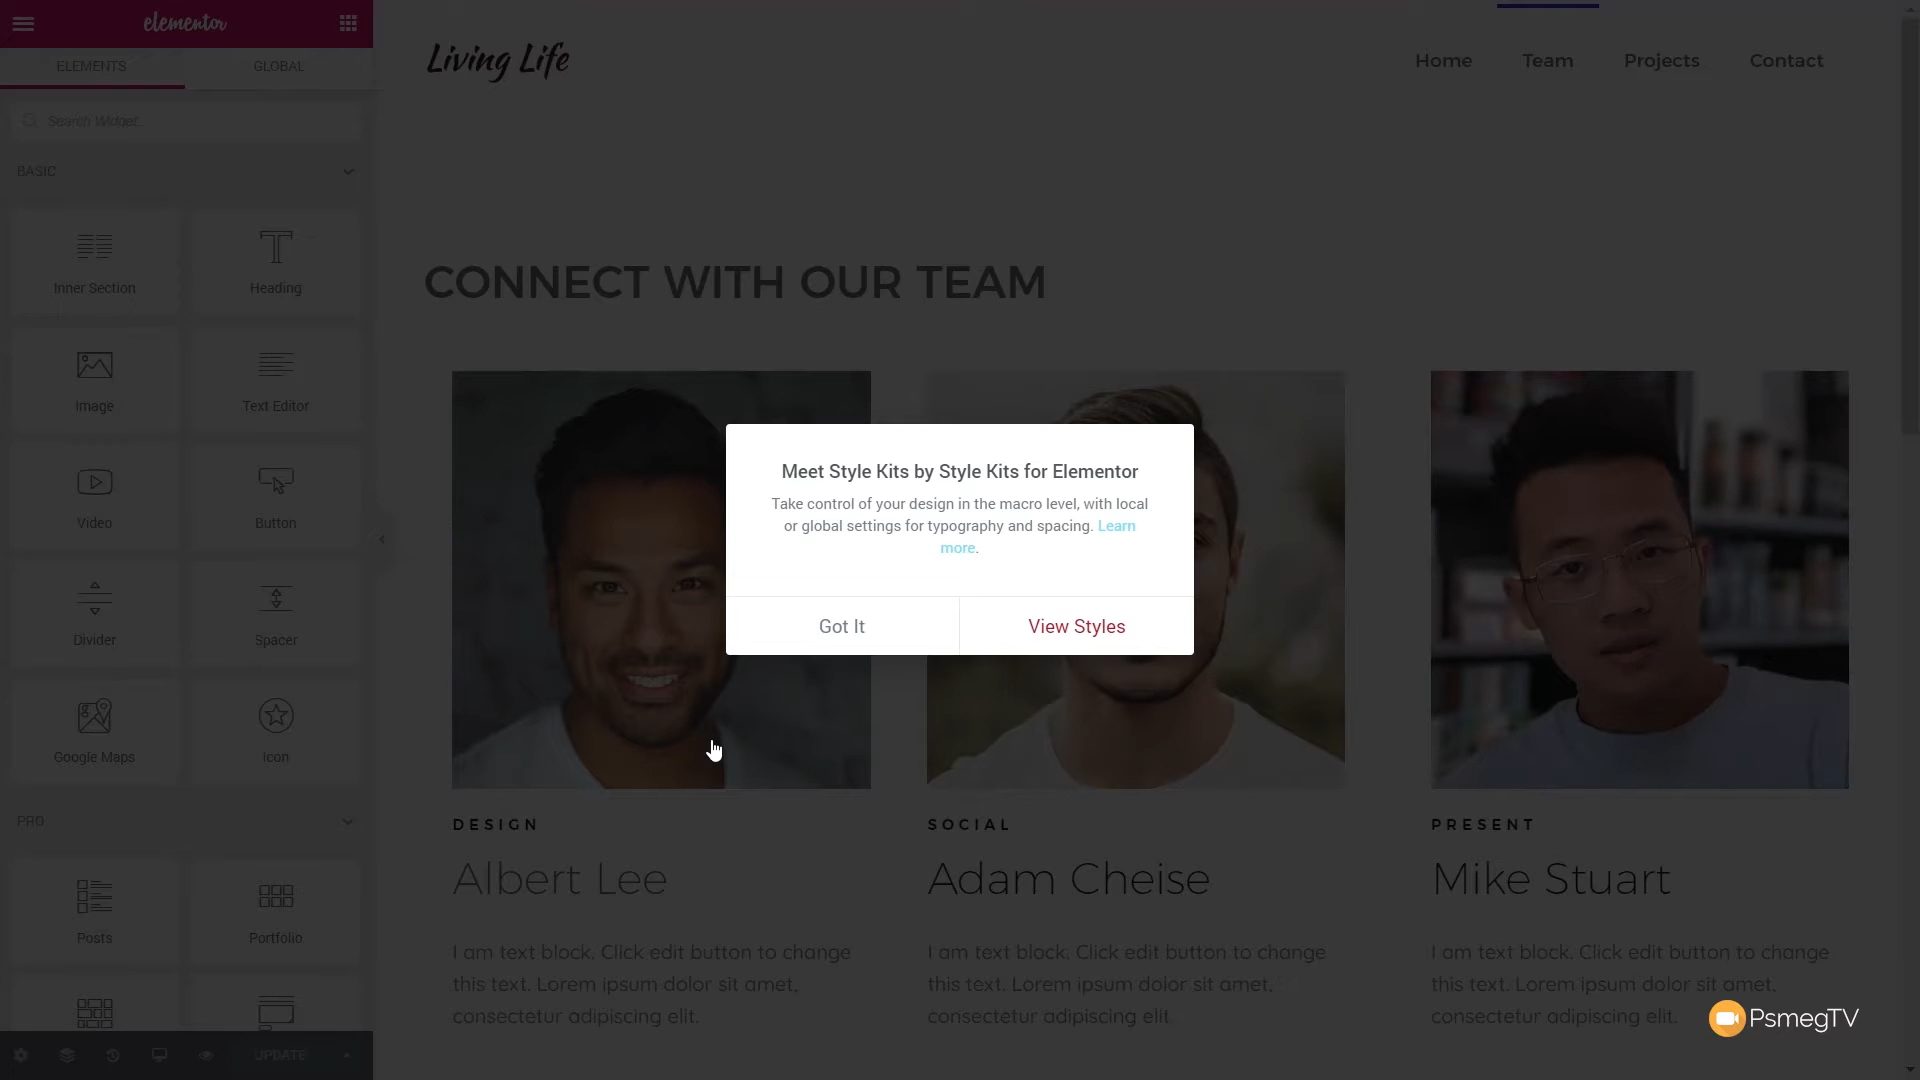 elementor
ELEMENTS
GLOBAL
Search Widget...
BASIC
Inner Section
Heading
Image
Text Editor
Video
Button
Divider
Spacer
Google Maps
Icon
PRO
Posts
Portfolio
UPDATE
Living Life
Home
Team
Projects
Contact
CONNECT WITH OUR TEAM
Meet Style Kits by Style Kits for Elementor
Take control of your design in the macro level, with local
or global settings for typography and spacing. Learn
more.
Got It
View Styles
DESIGN
Albert Lee
I am text block. Click edit button to change
this text. Lorem ipsum dolor sit amet,
consectetur adipiscing elit.
SOCIAL
Adam Cheise
I am text block. Click edit button to change
this text. Lorem ipsum dolor sit amet,
consectetur adipiscing elit.
PRESENT
Mike Stuart
I am text block. Click edit button to change
this text. Lorem ipsum dolor sit amet,
consectetur adipiscing elit.
PsmegTV